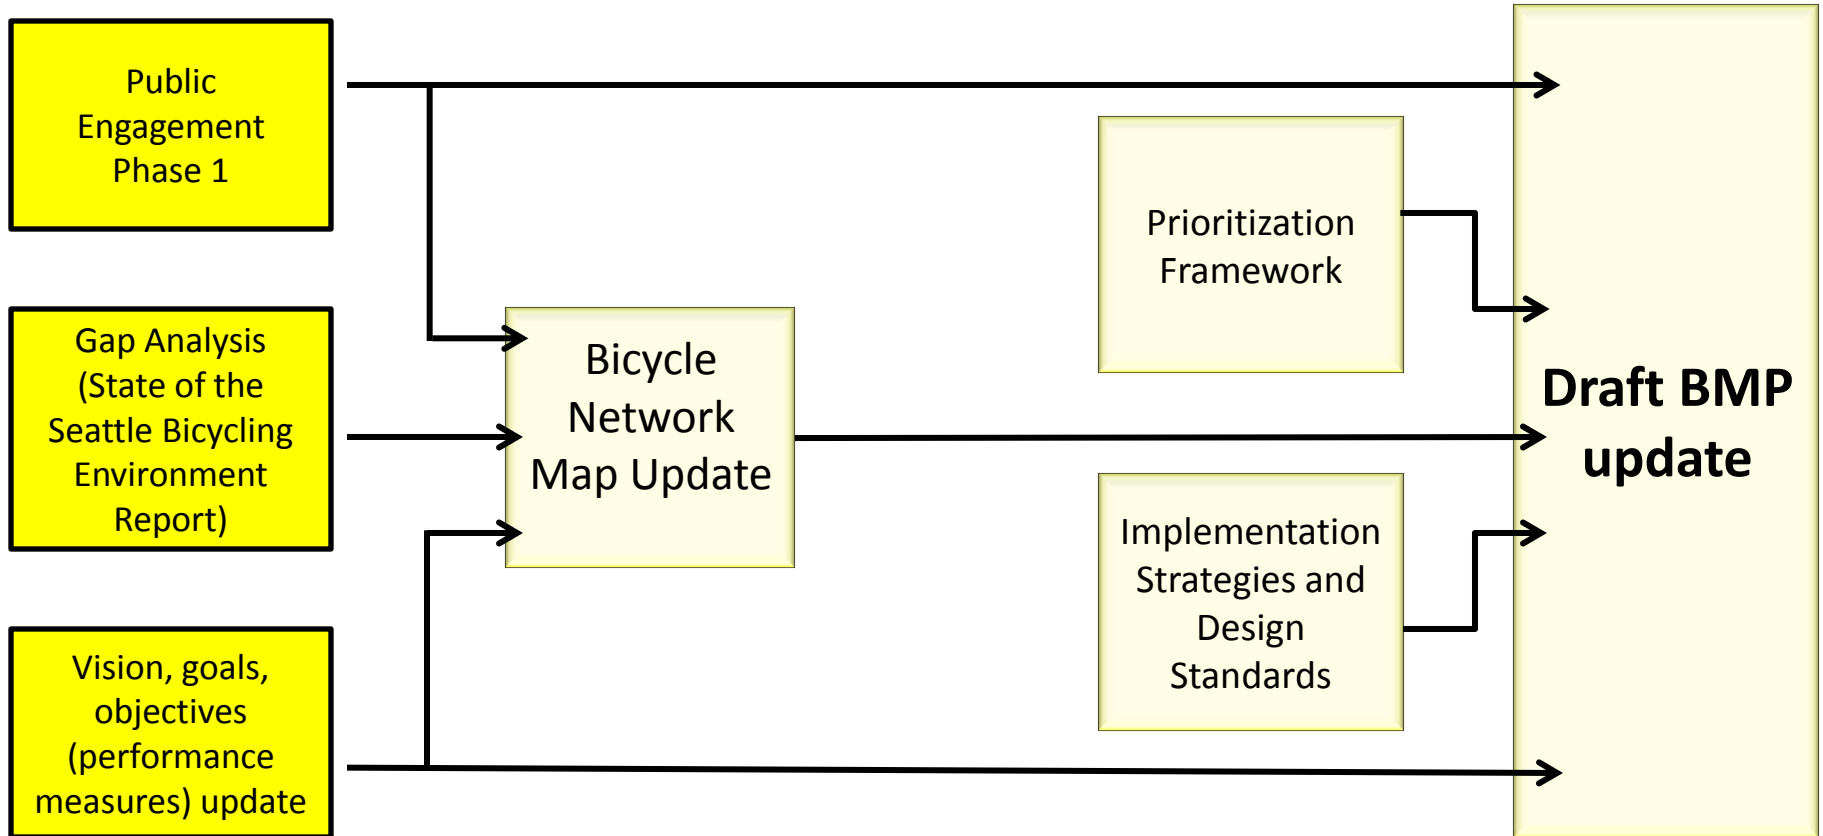 Public
Engagement
Phase 1
Gap Analysis
(State of the
Seattle Bicycling
Environment
Report)
Vision, goals,
objectives
(performance
measures) update
Bicycle
Network
Map Update
Prioritization
Framework
Implementation
Strategies and
Design
Standards
Draft BMP
update